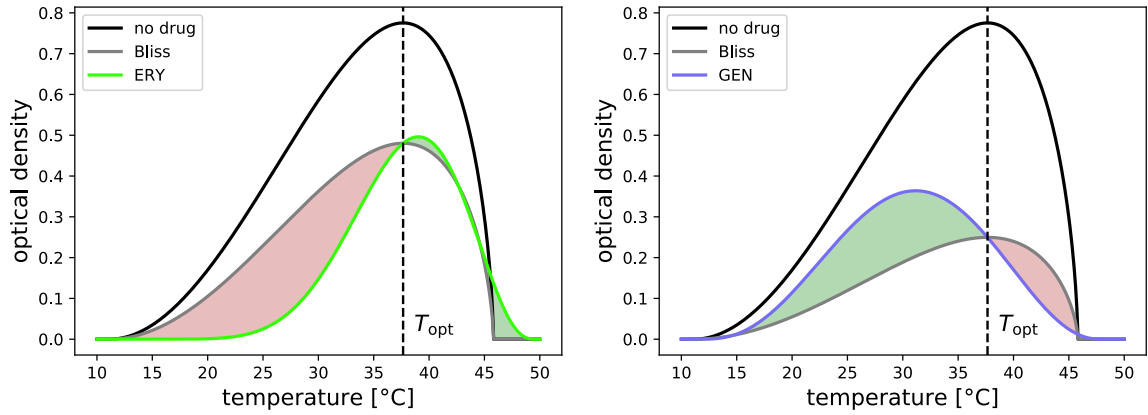 no drug
Bliss
ERY
optical density
0.8
0.7
0.6
0.5
0.4
0.3
0.2
0.1
0.0
T_opt
10 15 20 25 30 35 40 45 50
temperature [°C]
no drug
Bliss
GEN
optical density
0.8
0.7
0.6
0.5
0.4
0.3
0.2
0.1
0.0
T_opt
10 15 20 25 30 35 40 45 50
temperature [°C]